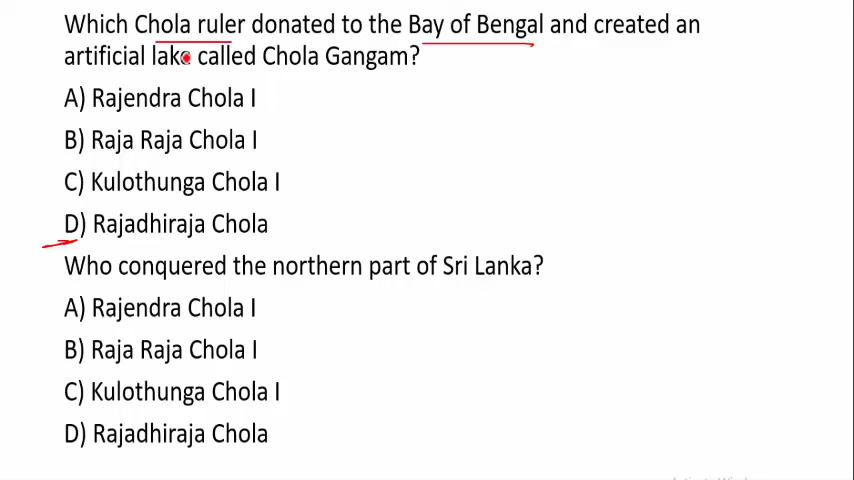 Which Chola ruler donated to the Bay of Bengal and created an
artificial lake called Chola Gangam?
A) Rajendra Chola I
B) Raja Raja Chola I
C) Kulothunga Chola I
D) Rajadhiraja Chola
Who conquered the northern part of Sri Lanka?
A) Rajendra Chola I
B) Raja Raja Chola I
C) Kulothunga Chola I
D) Rajadhiraja Chola